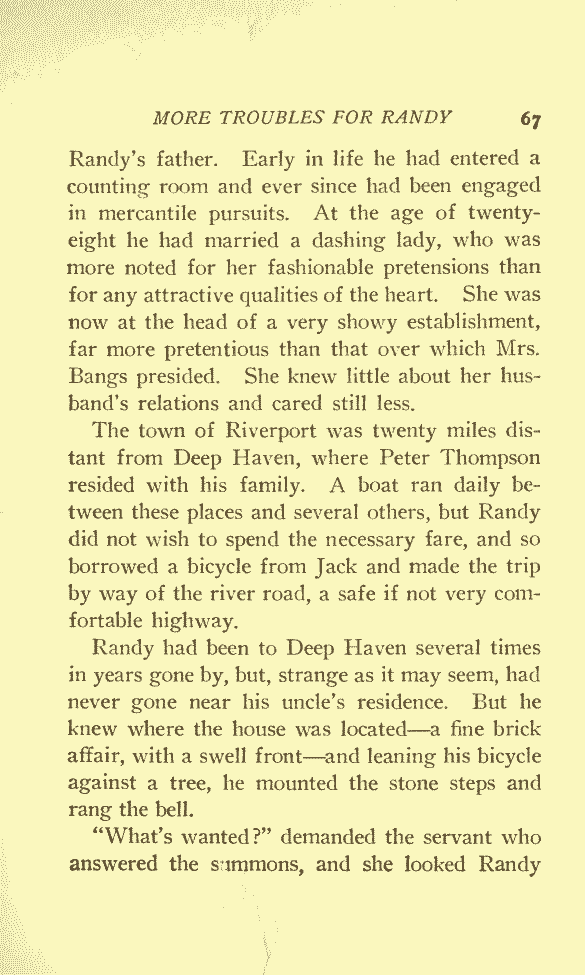 MORE TROUBLES FOR RANDY 67
Randy's father. Early in life he had entered a
counting room and ever since had been engaged
in mercantile pursuits. At the age of twenty-
eight he had married a dashing lady, who was
more noted for her fashionable pretensions than
for any attractive qualities of the heart. She was
now at the head of a very showy establishment,
far more pretentious than that over which Mrs.
Bangs presided. She knew little about her hus-
band's relations and cared still less.
The town of Riverport was twenty miles dis-
tant from Deep Haven, where Peter Thompson
resided with his family. A boat ran daily be-
tween these places and several others, but Randy
did not wish to spend the necessary fare, and so
borrowed a bicycle from Jack and made the trip
by way of the river road, a safe if not very com-
fortable highway.
Randy had been to Deep Haven several times
in years gone by, but, strange as it may seem, had
never gone near his uncle's residence. But he
knew where the house was located—a fine brick
affair, with a swell front—and leaning his bicycle
against a tree, he mounted the stone steps and
rang the bell.
"What's wanted?" demanded the servant who
answered the summons, and she looked Randy